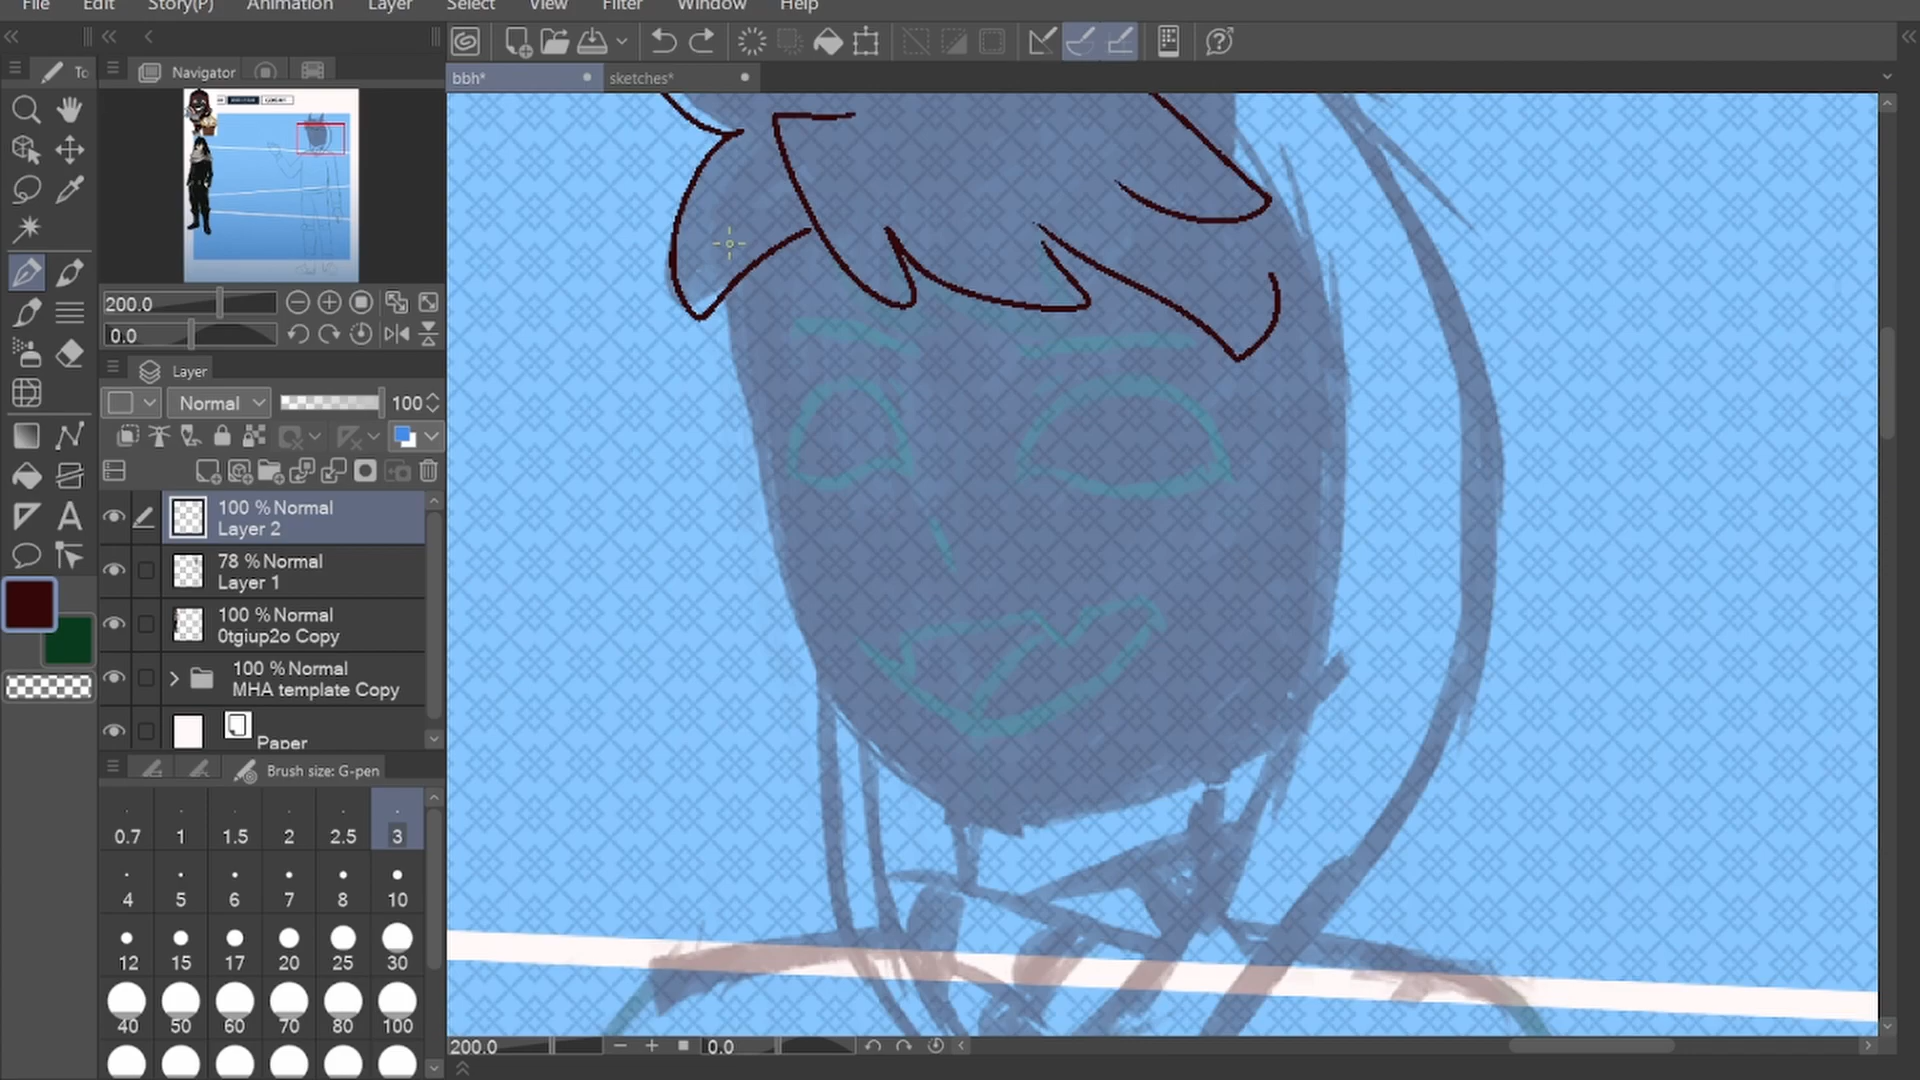 File Edit Story(P) Animation Layer Select View Filter Window Help
To
Navigator
bbh*
sketches*
200.0
0.0
Layer
Normal
100
100 % Normal
Layer 2
78 % Normal
Layer 1
100 % Normal
0tgiup2o Copy
100 % Normal
MHA template Copy
Paper
Brush size: G-pen
0.7 1 1.5 2 2.5 3
4 5 6 7 8 10
12 15 17 20 25 30
40 50 60 70 80 100
200.0 0.0